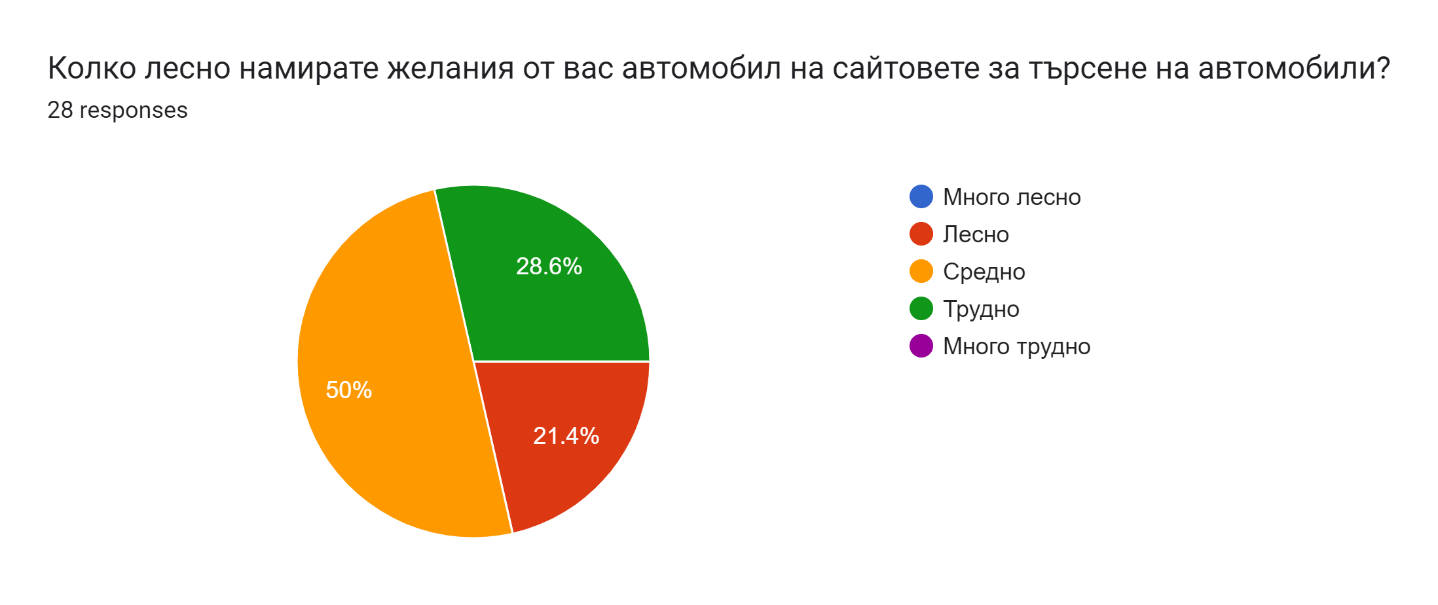 Колко лесно намирате желания от вас автомобил на сайтовете за търсене на автомобили?
28 responses
28.6%
50%
21.4%
Много лесно
Лесно
Средно
Трудно
Много трудно